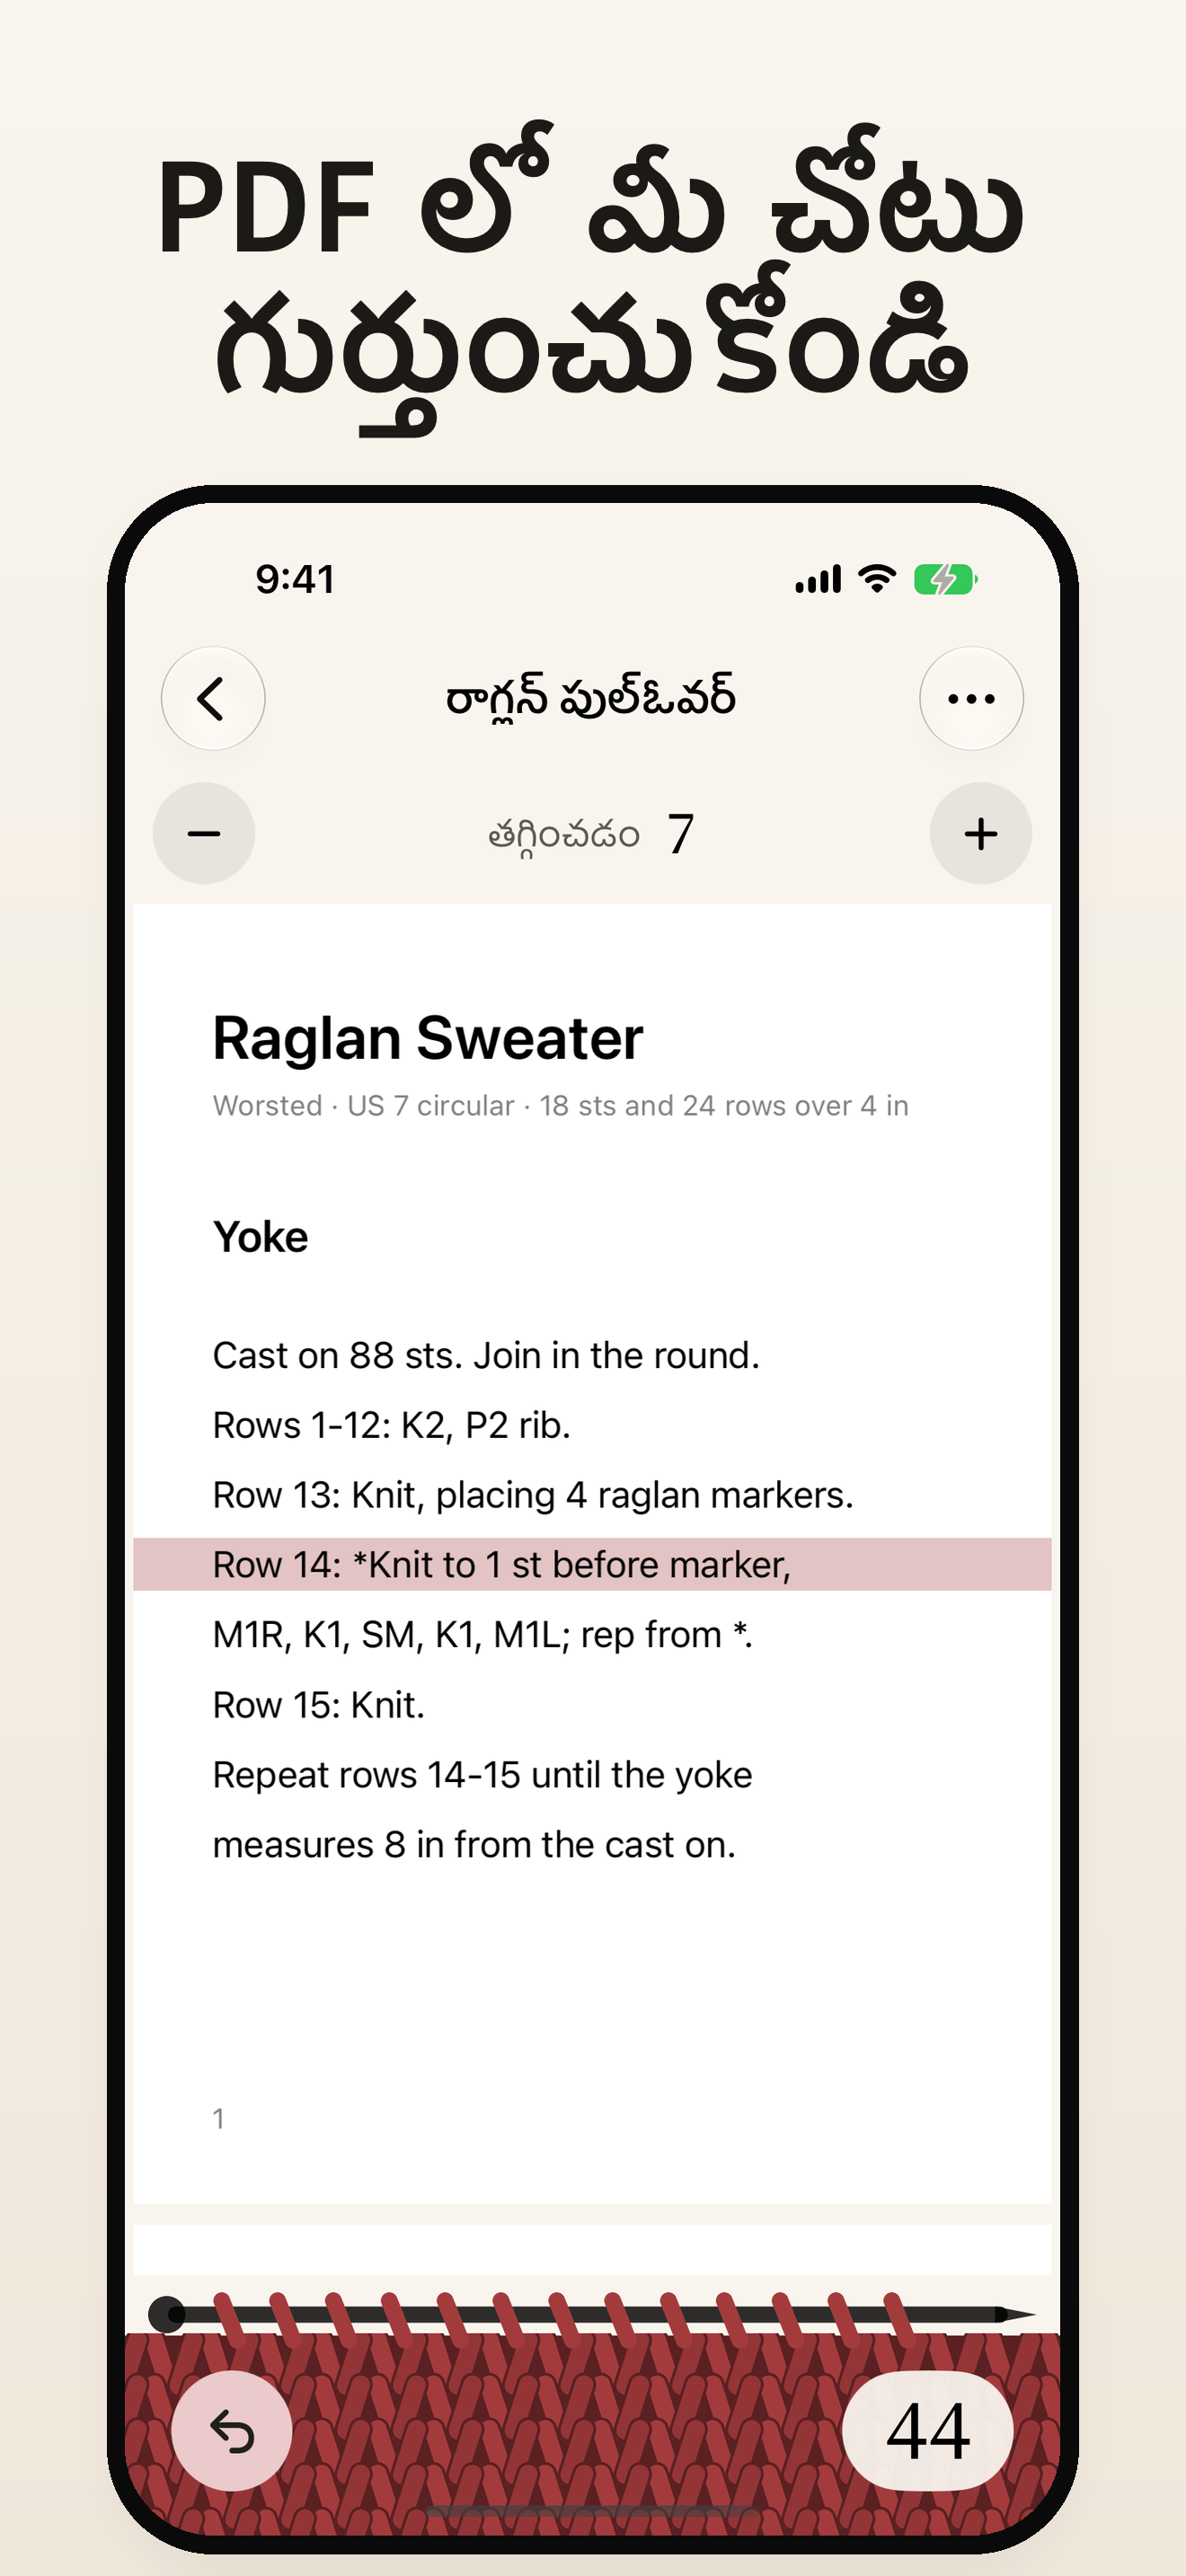 PDF లో మీ చోటు
గుర్తుంచుకోండి
9:41
రాగ్లన్ పుల్‌ఓవర్
తగ్గించడం 7
Raglan Sweater
Worsted · US 7 circular · 18 sts and 24 rows over 4 in
Yoke
Cast on 88 sts. Join in the round.
Rows 1-12: K2, P2 rib.
Row 13: Knit, placing 4 raglan markers.
Row 14: *Knit to 1 st before marker,
M1R, K1, SM, K1, M1L; rep from *.
Row 15: Knit.
Repeat rows 14-15 until the yoke
measures 8 in from the cast on.
1
44